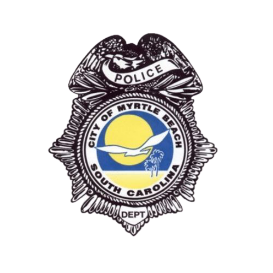 POLICE
CITY OF MYRTLE BEACH
SOUTH CAROLINA
DEPT